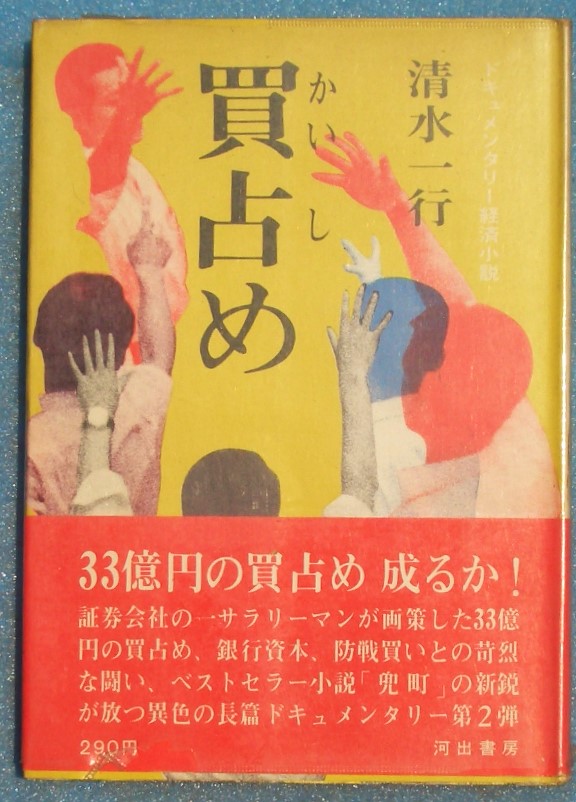 ドキュメンタリー経済小説
清水一行
かいし
買占め
33億円の買占め 成るか!
証券会社の一サラリーマンが画策した33億
円の買占め、銀行資本、防戦買いとの苛烈
な闘い、ベストセラー小説「兜町」の新鋭
が放つ異色の長篇ドキュメンタリー第2弾
290円 河出書房